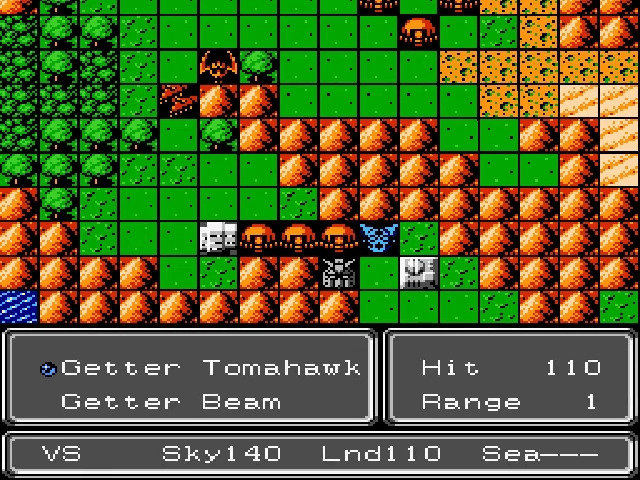 Getter Tomahawk
Getter Beam
Hit 110
Range 1
VS Sky140 Lnd110 Sea---